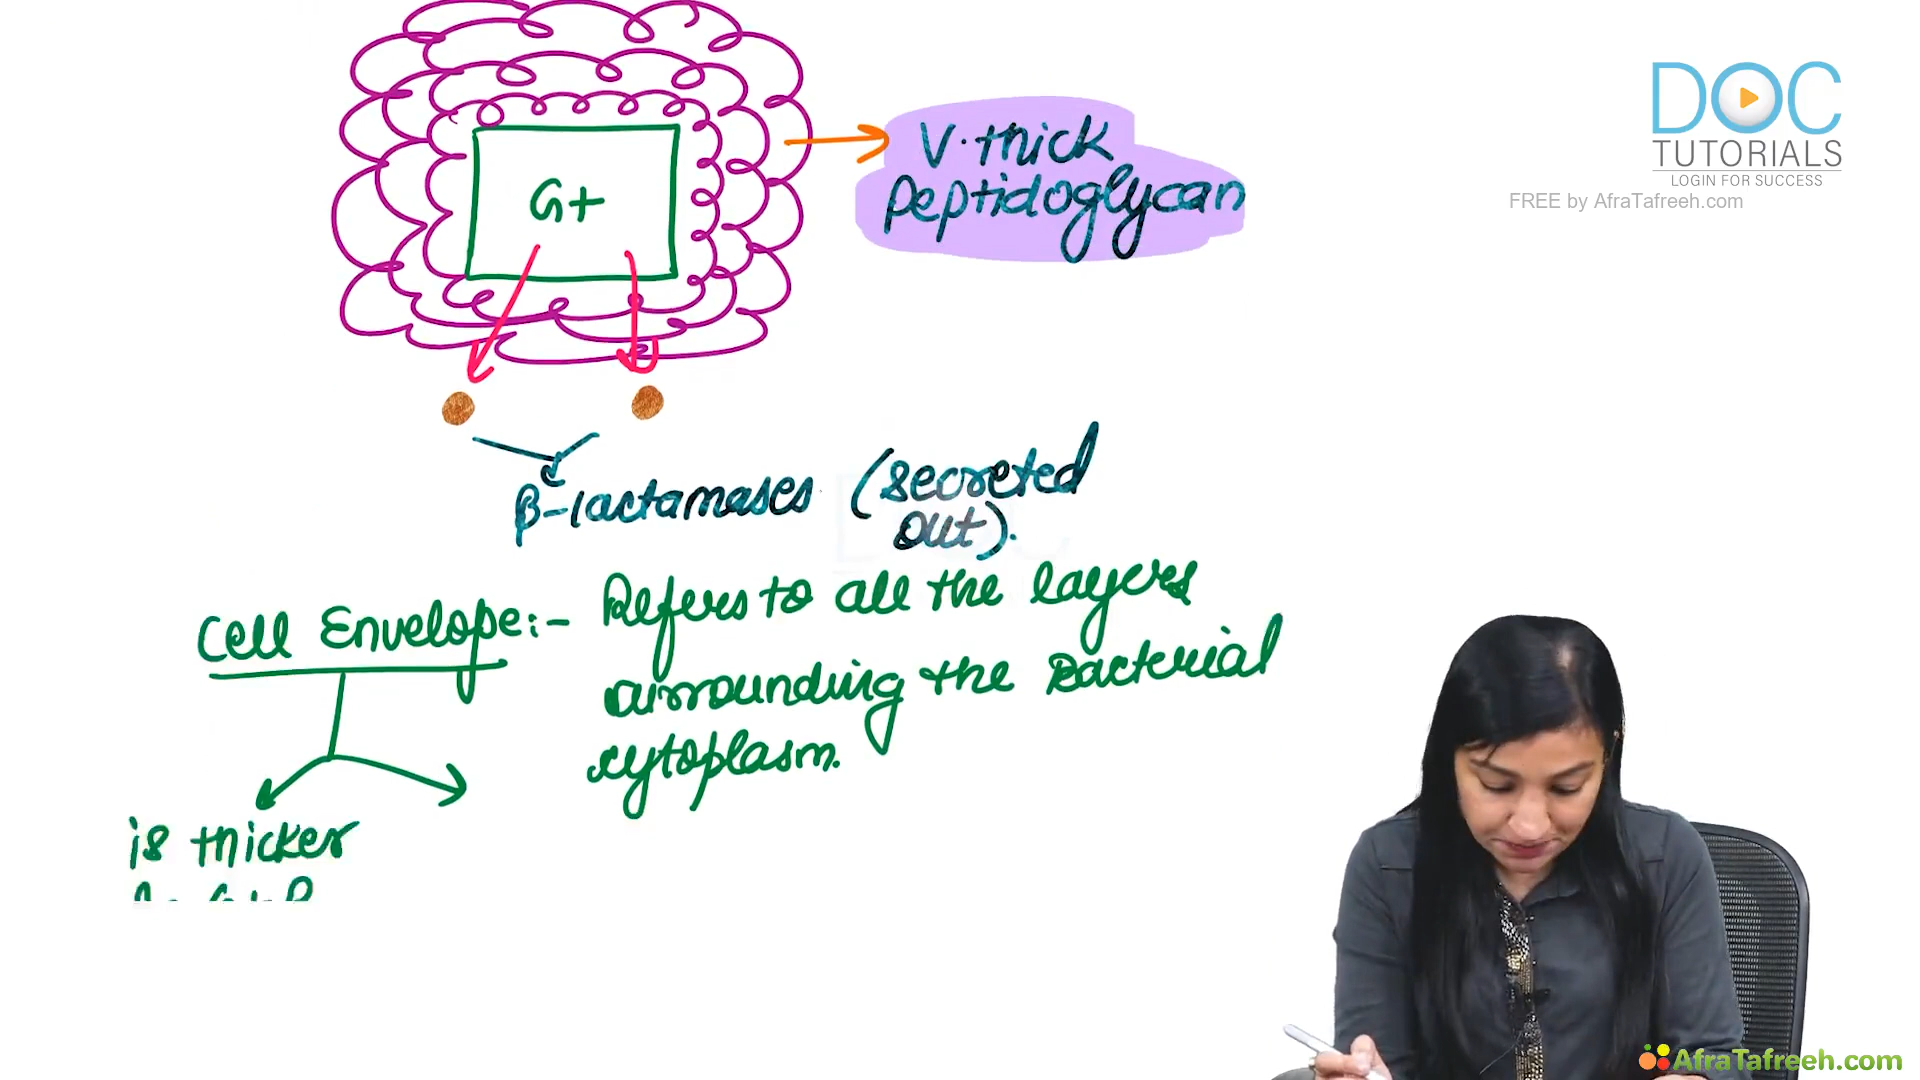 DOC
TUTORIALS
LOGIN FOR SUCCESS
FREE by AfraTafreeh.com
V. thick
peptidoglycan
G+
β-lactamases (secreted
out).
Cell Envelope:- Refers to all the layers
surrounding the Bacterial
cytoplasm.
is thicker
AfraTafreeh.com